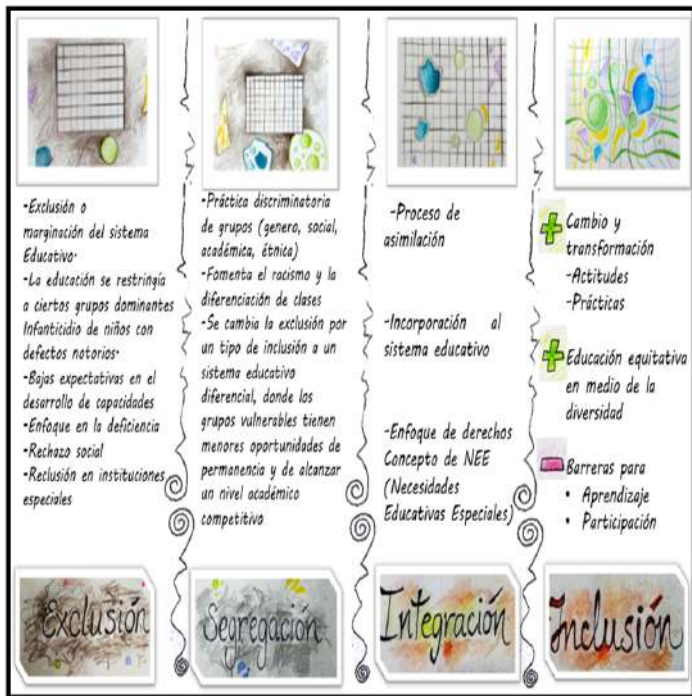 -Exclusión o
marginación del sistema
Educativo.
-La educación se restringía
a ciertos grupos dominantes
Infanticidio de niños con
defectos notorios.
-Bajas expectativas en el
desarrollo de capacidades
-Enfoque en la deficiencia
-Rechazo social
-Reclusión en instituciones
especiales
Exclusión
-Práctica discriminatoria
de grupos (genero, social,
académica, étnica)
-Fomenta el racismo y la
diferenciación de clases
-Se cambia la exclusión por
un tipo de inclusión a un
sistema educativo
diferencial, donde los
grupos vulnerables tienen
menores oportunidades de
permanencia y de alcanzar
un nivel académico
competitivo
Segregación
-Proceso de
asimilación
-Incorporación al
sistema educativo
-Enfoque de derechos
Concepto de NEE
(Necesidades
Educativas Especiales)
Integración
+ Cambio y
transformación
-Actitudes
-Prácticas
+ Educación equitativa
en medio de la
diversidad
- Barreras para
• Aprendizaje
• Participación
Inclusión